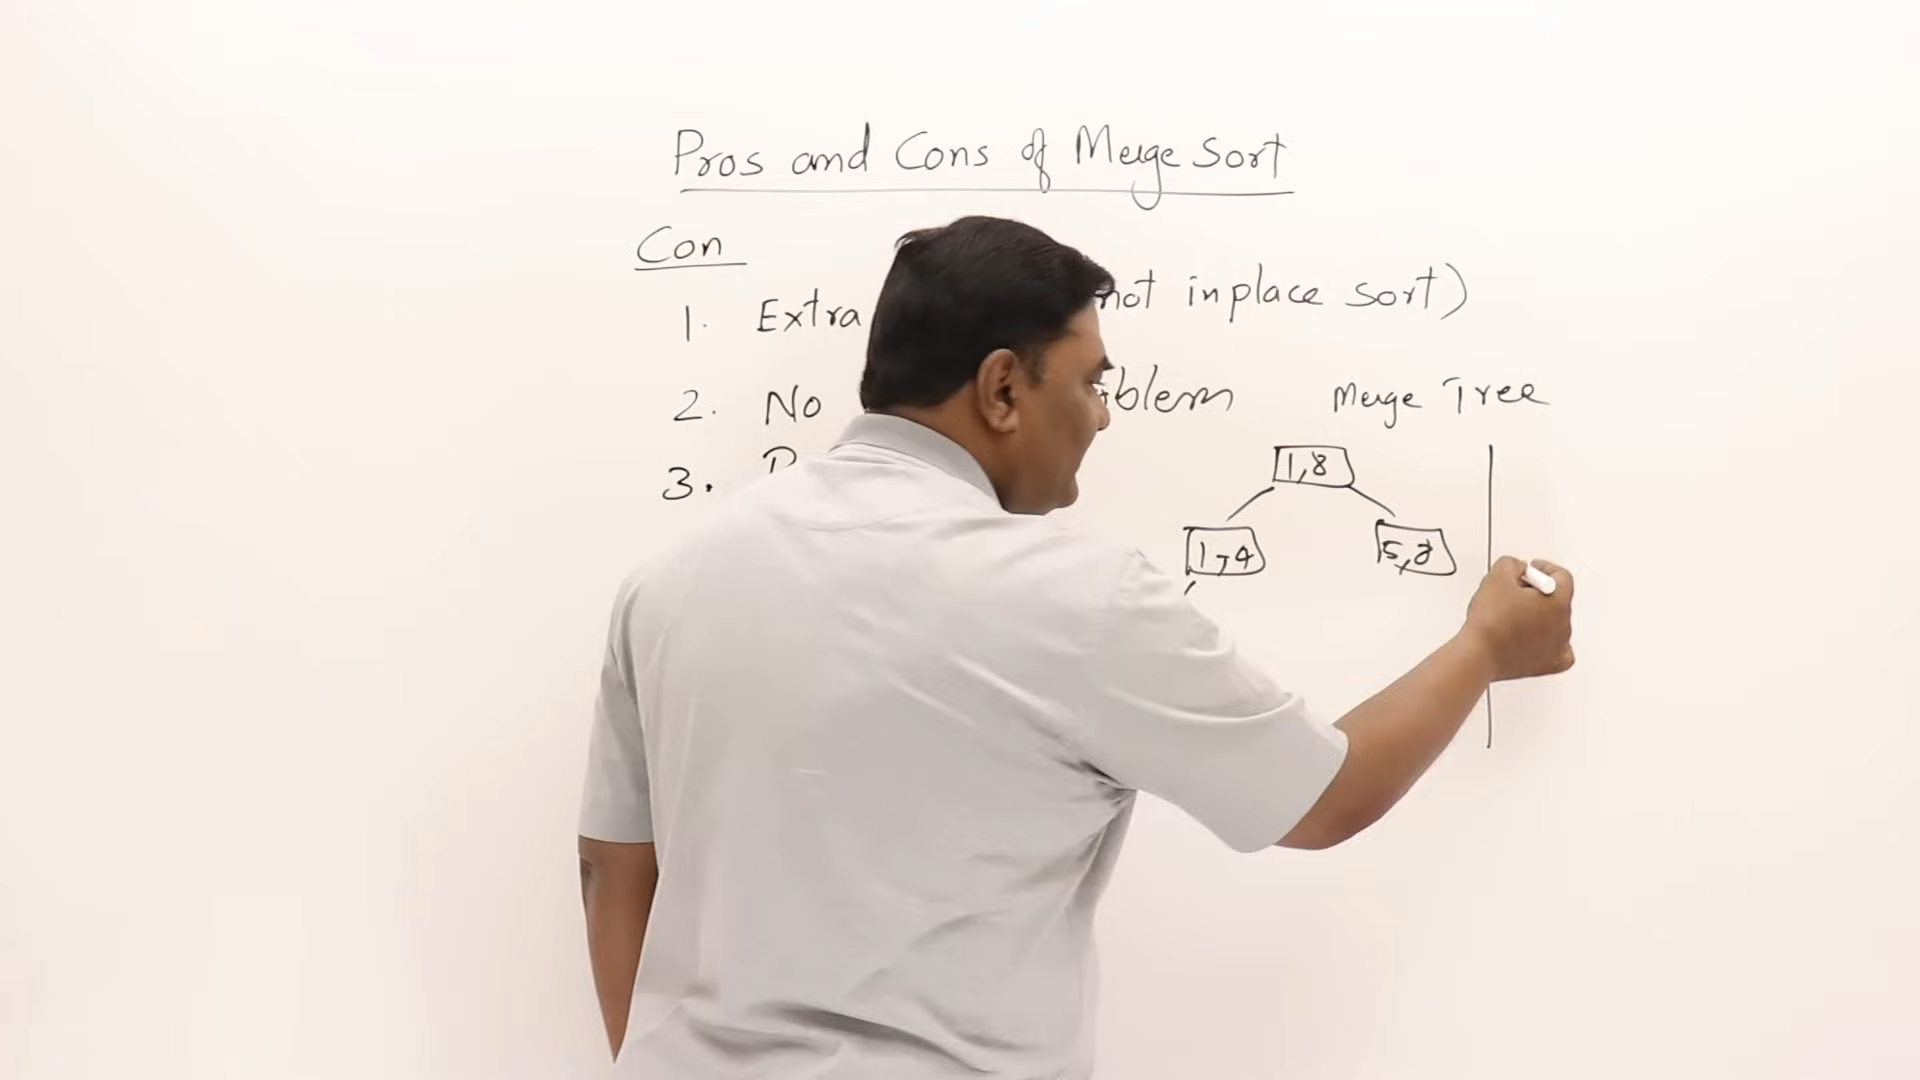 Pros and Cons of Merge Sort
Con
1. Extra not inplace sort)
2. No
Merge Tree
3.
1,8
1,4
5,8